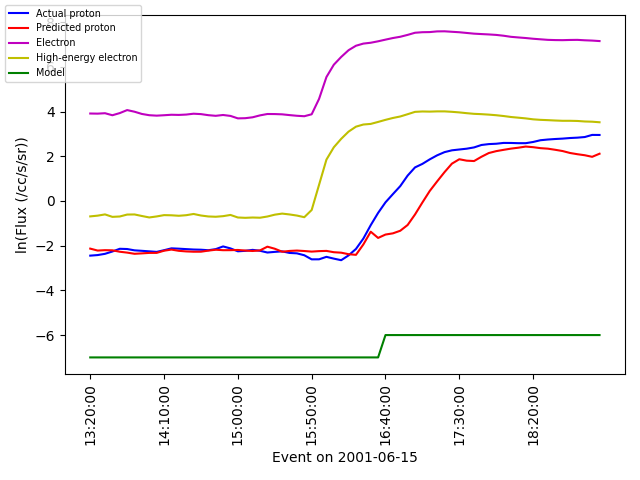 Actual proton
Predicted proton
Electron
High-energy electron
Model
8
6
4
2
0
−2
−4
−6
ln(Flux (/cc/s/sr))
13:20:00
14:10:00
15:00:00
15:50:00
16:40:00
17:30:00
18:20:00
Event on 2001-06-15